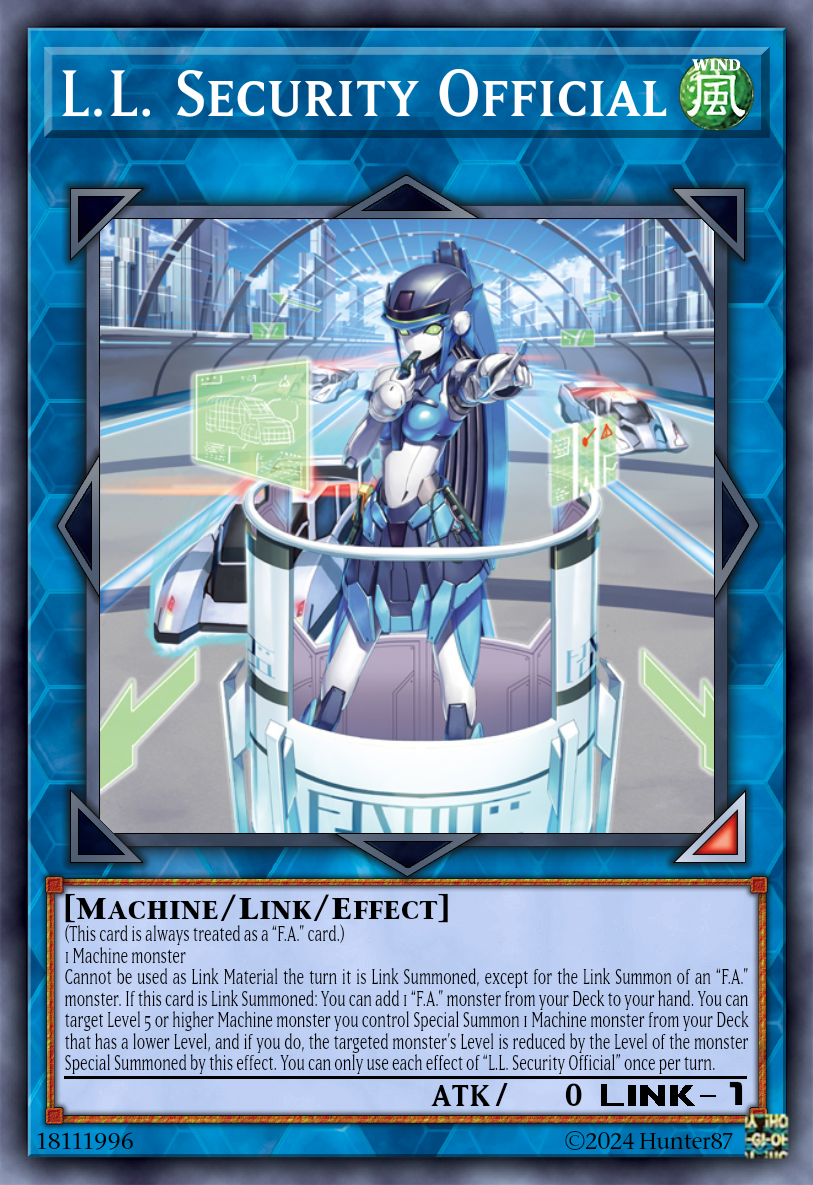 L.L. Security Official
WIND
風
[Machine/Link/Effect]
(This card is always treated as a “F.A.” card.)
1 Machine monster
Cannot be used as Link Material the turn it is Link Summoned, except for the Link Summon of an “F.A.”
monster. If this card is Link Summoned: You can add 1 “F.A.” monster from your Deck to your hand. You can
target Level 5 or higher Machine monster you control Special Summon 1 Machine monster from your Deck
that has a lower Level, and if you do, the targeted monster’s Level is reduced by the Level of the monster
Special Summoned by this effect. You can only use each effect of “L.L. Security Official” once per turn.
ATK/ 0 LINK–1
18111996
©2024 Hunter87